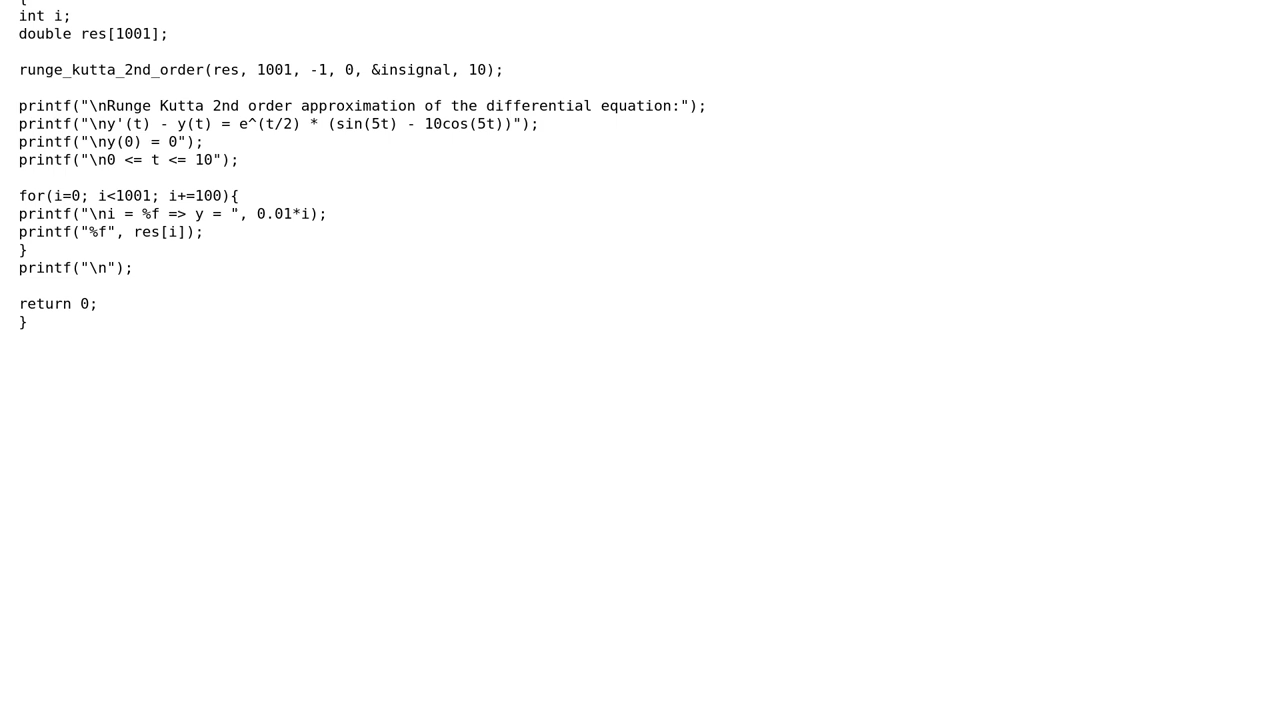 {
int i;
double res[1001];
runge_kutta_2nd_order(res, 1001, -1, 0, &insignal, 10);
printf("\nRunge Kutta 2nd order approximation of the differential equation:");
printf("\ny'(t) - y(t) = e^(t/2) * (sin(5t) - 10cos(5t))");
printf("\ny(0) = 0");
printf("\n0 <= t <= 10");
for(i=0; i<1001; i+=100){
printf("\ni = %f => y = ", 0.01*i);
printf("%f", res[i]);
}
printf("\n");
return 0;
}